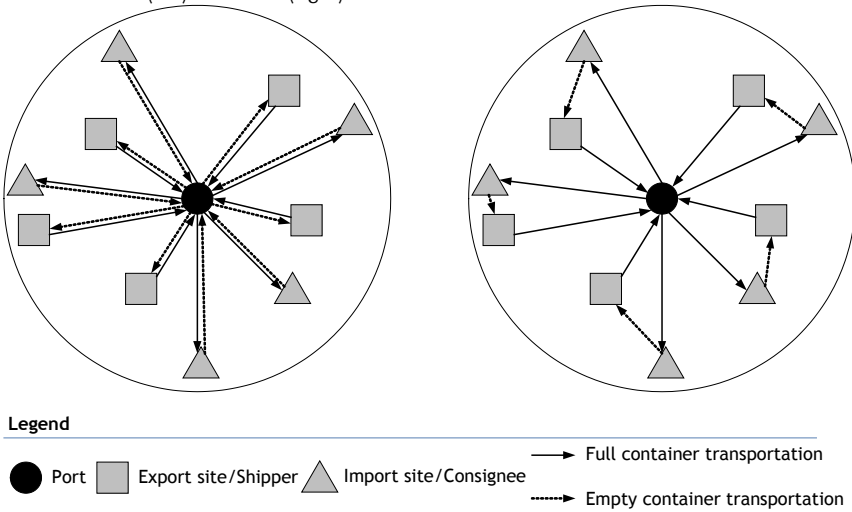 Legend
Port
Export site/Shipper
Import site/Consignee
Full container transportation
Empty container transportation